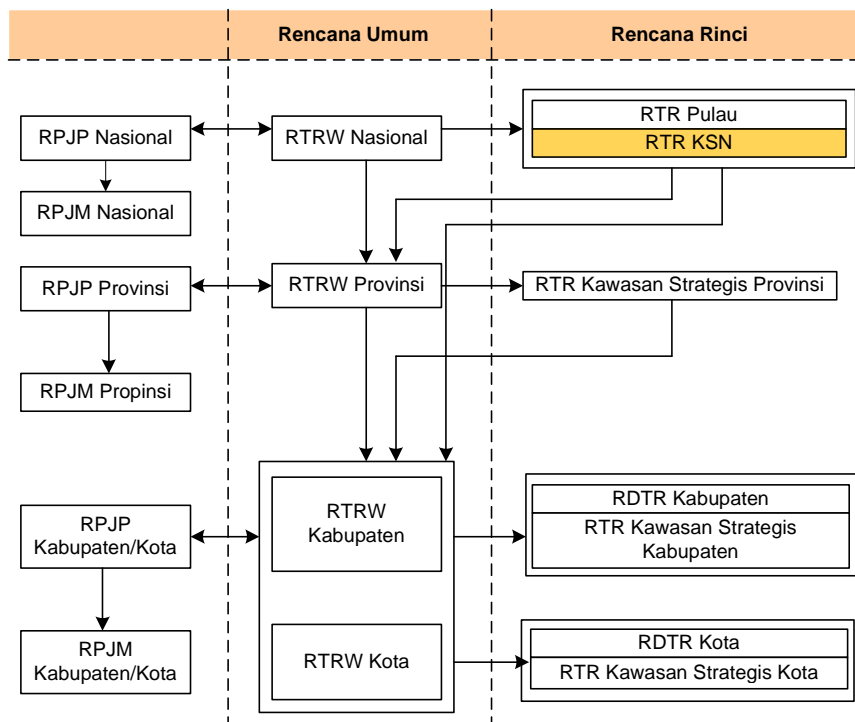 Rencana Umum
Rencana Rinci
RPJP Nasional
RTRW Nasional
RTR Pulau
RTR KSN
RPJM Nasional
RPJP Provinsi
RTRW Provinsi
RTR Kawasan Strategis Provinsi
RPJM Propinsi
RPJP
Kabupaten/Kota
RTRW
Kabupaten
RDTR Kabupaten
RTR Kawasan Strategis
Kabupaten
RPJM
Kabupaten/Kota
RTRW Kota
RDTR Kota
RTR Kawasan Strategis Kota